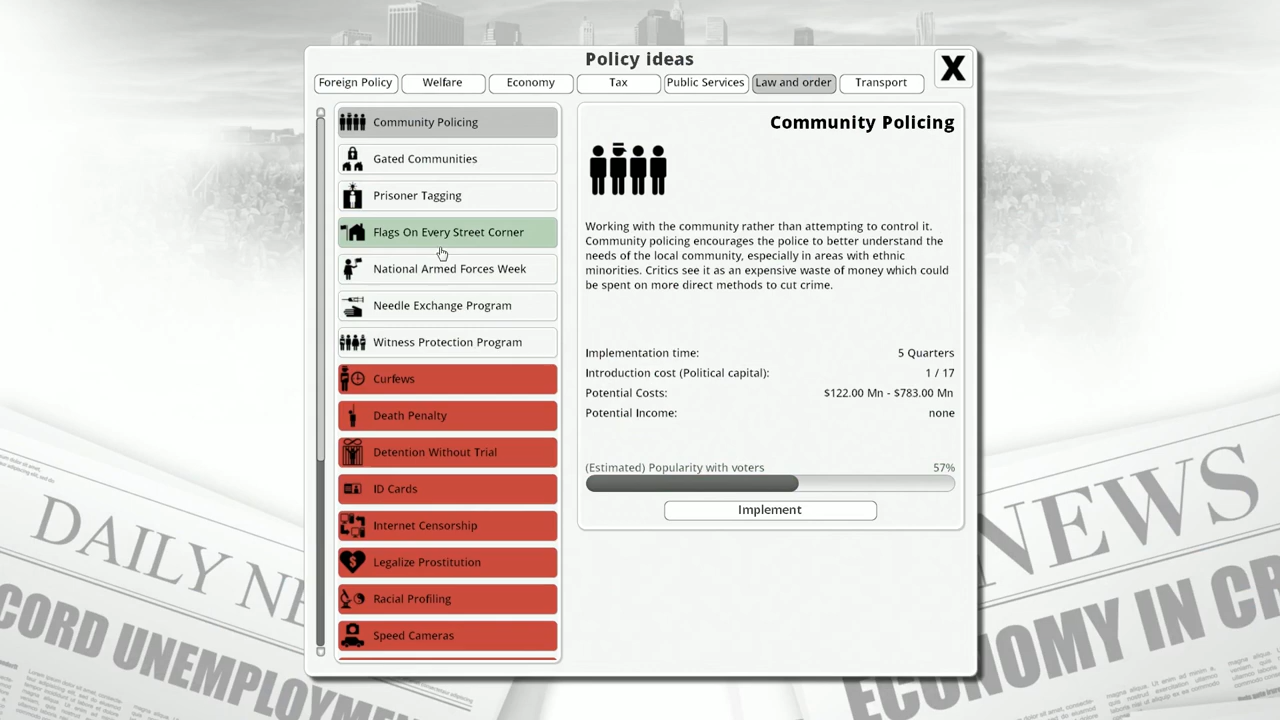 Policy ideas
X
Foreign Policy
Welfare
Economy
Tax
Public Services
Law and order
Transport
Community Policing
Gated Communities
Prisoner Tagging
Flags On Every Street Corner
National Armed Forces Week
Needle Exchange Program
Witness Protection Program
Curfews
Death Penalty
Detention Without Trial
ID Cards
Internet Censorship
Legalize Prostitution
Racial Profiling
Speed Cameras
Community Policing
Working with the community rather than attempting to control it.
Community policing encourages the police to better understand the
needs of the local community, especially in areas with ethnic
minorities. Critics see it as an expensive waste of money which could
be spent on more direct methods to cut crime.
Implementation time: 5 Quarters
Introduction cost (Political capital): 1 / 17
Potential Costs: $122.00 Mn - $783.00 Mn
Potential Income: none
(Estimated) Popularity with voters 57%
Implement
DAILY NE
CORD UNEMPLOYM
NEWS
ECONOMY IN CR